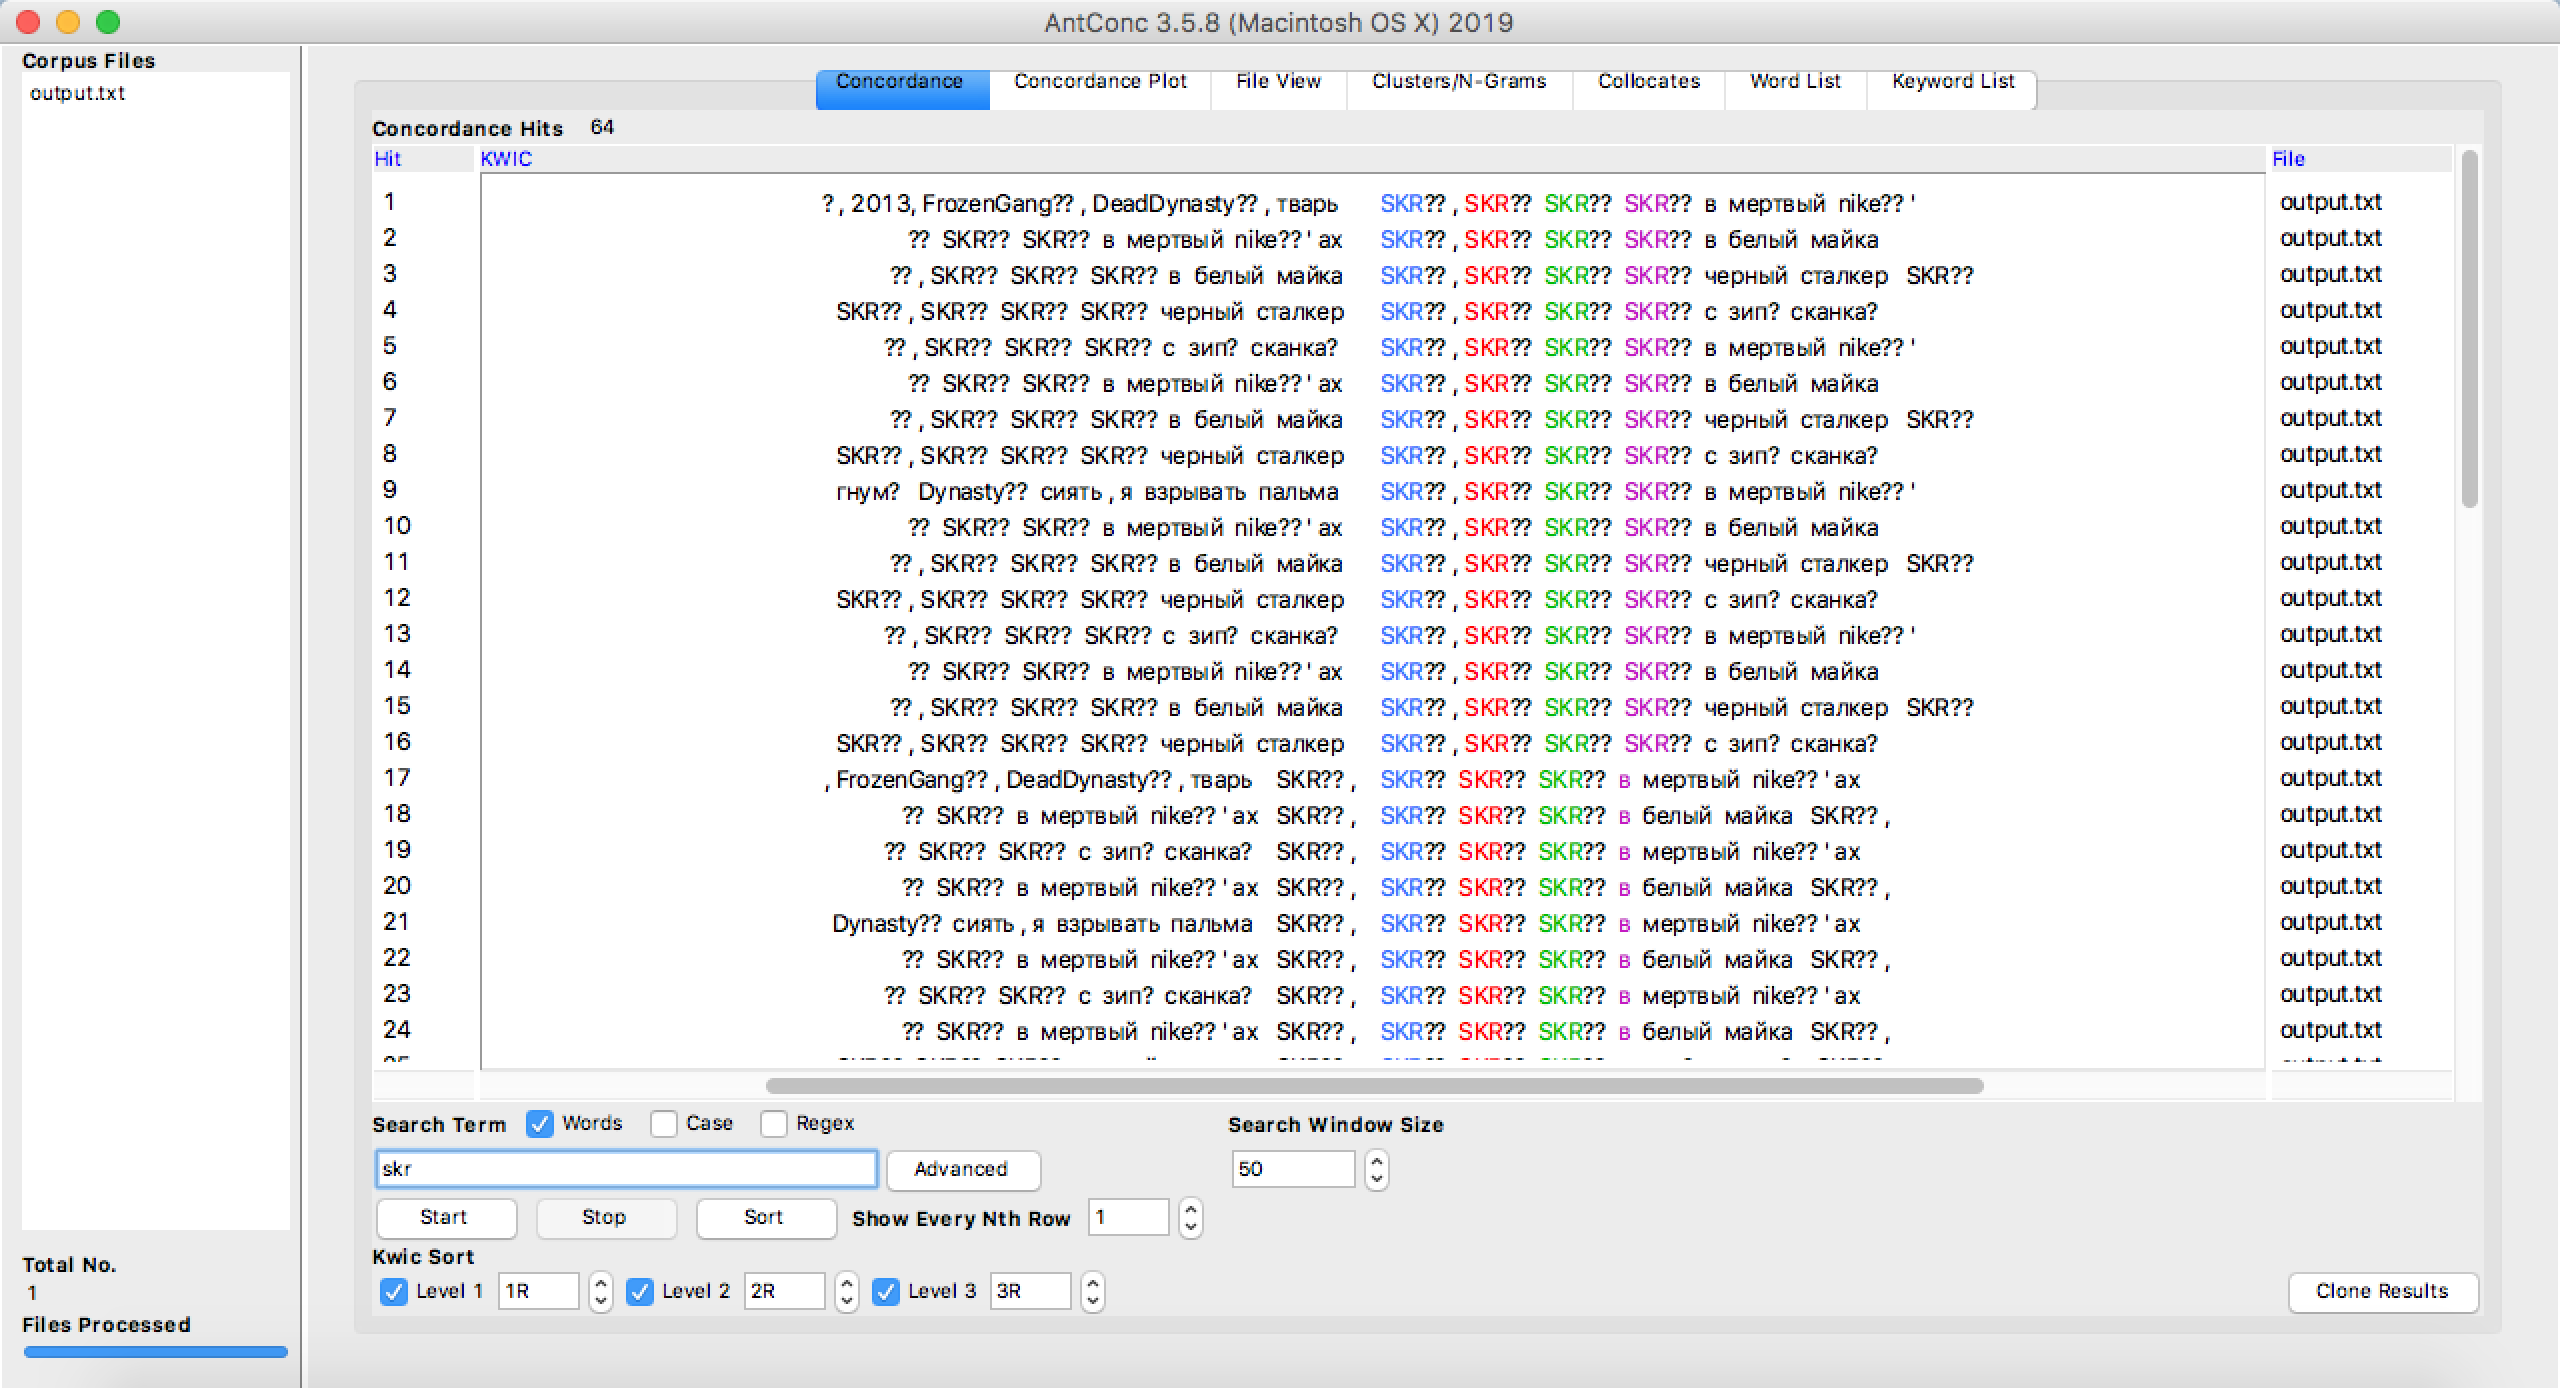 AntConc 3.5.8 (Macintosh OS X) 2019
Corpus Files
output.txt
Concordance Concordance Plot File View Clusters/N-Grams Collocates Word List Keyword List
Concordance Hits 64
Hit KWIC File
1 ?, 2013, FrozenGang??, DeadDynasty??, тварь SKR??, SKR?? SKR?? SKR?? в мертвый nike??' output.txt
2 ?? SKR?? SKR?? в мертвый nike??'ах SKR??, SKR?? SKR?? SKR?? в белый майка output.txt
3 ??, SKR?? SKR?? SKR?? в белый майка SKR??, SKR?? SKR?? SKR?? черный сталкер SKR?? output.txt
4 SKR??, SKR?? SKR?? SKR?? черный сталкер SKR??, SKR?? SKR?? SKR?? с зип? сканка? output.txt
5 ??, SKR?? SKR?? SKR?? с зип? сканка? SKR??, SKR?? SKR?? SKR?? в мертвый nike??' output.txt
6 ?? SKR?? SKR?? в мертвый nike??'ах SKR??, SKR?? SKR?? SKR?? в белый майка output.txt
7 ??, SKR?? SKR?? SKR?? в белый майка SKR??, SKR?? SKR?? SKR?? черный сталкер SKR?? output.txt
8 SKR??, SKR?? SKR?? SKR?? черный сталкер SKR??, SKR?? SKR?? SKR?? с зип? сканка? output.txt
9 гнум? Dynasty?? сиять, я взрывать пальма SKR??, SKR?? SKR?? SKR?? в мертвый nike??' output.txt
10 ?? SKR?? SKR?? в мертвый nike??'ах SKR??, SKR?? SKR?? SKR?? в белый майка output.txt
11 ??, SKR?? SKR?? SKR?? в белый майка SKR??, SKR?? SKR?? SKR?? черный сталкер SKR?? output.txt
12 SKR??, SKR?? SKR?? SKR?? черный сталкер SKR??, SKR?? SKR?? SKR?? с зип? сканка? output.txt
13 ??, SKR?? SKR?? SKR?? с зип? сканка? SKR??, SKR?? SKR?? SKR?? в мертвый nike??' output.txt
14 ?? SKR?? SKR?? в мертвый nike??'ах SKR??, SKR?? SKR?? SKR?? в белый майка output.txt
15 ??, SKR?? SKR?? SKR?? в белый майка SKR??, SKR?? SKR?? SKR?? черный сталкер SKR?? output.txt
16 SKR??, SKR?? SKR?? SKR?? черный сталкер SKR??, SKR?? SKR?? SKR?? с зип? сканка? output.txt
17 , FrozenGang??, DeadDynasty??, тварь SKR??, SKR?? SKR?? SKR?? в мертвый nike??'ах output.txt
18 ?? SKR?? в мертвый nike??'ах SKR??, SKR?? SKR?? SKR?? в белый майка SKR??, output.txt
19 ?? SKR?? SKR?? с зип? сканка? SKR??, SKR?? SKR?? SKR?? в мертвый nike??'ах output.txt
20 ?? SKR?? в мертвый nike??'ах SKR??, SKR?? SKR?? SKR?? в белый майка SKR??, output.txt
21 Dynasty?? сиять, я взрывать пальма SKR??, SKR?? SKR?? SKR?? в мертвый nike??'ах output.txt
22 ?? SKR?? в мертвый nike??'ах SKR??, SKR?? SKR?? SKR?? в белый майка SKR??, output.txt
23 ?? SKR?? SKR?? с зип? сканка? SKR??, SKR?? SKR?? SKR?? в мертвый nike??'ах output.txt
24 ?? SKR?? в мертвый nike??'ах SKR??, SKR?? SKR?? SKR?? в белый майка SKR??, output.txt
Search Term Words Case Regex Search Window Size
skr Advanced 50
Start Stop Sort Show Every Nth Row 1
Kwic Sort
Level 1 1R Level 2 2R Level 3 3R Clone Results
Total No.
1
Files Processed